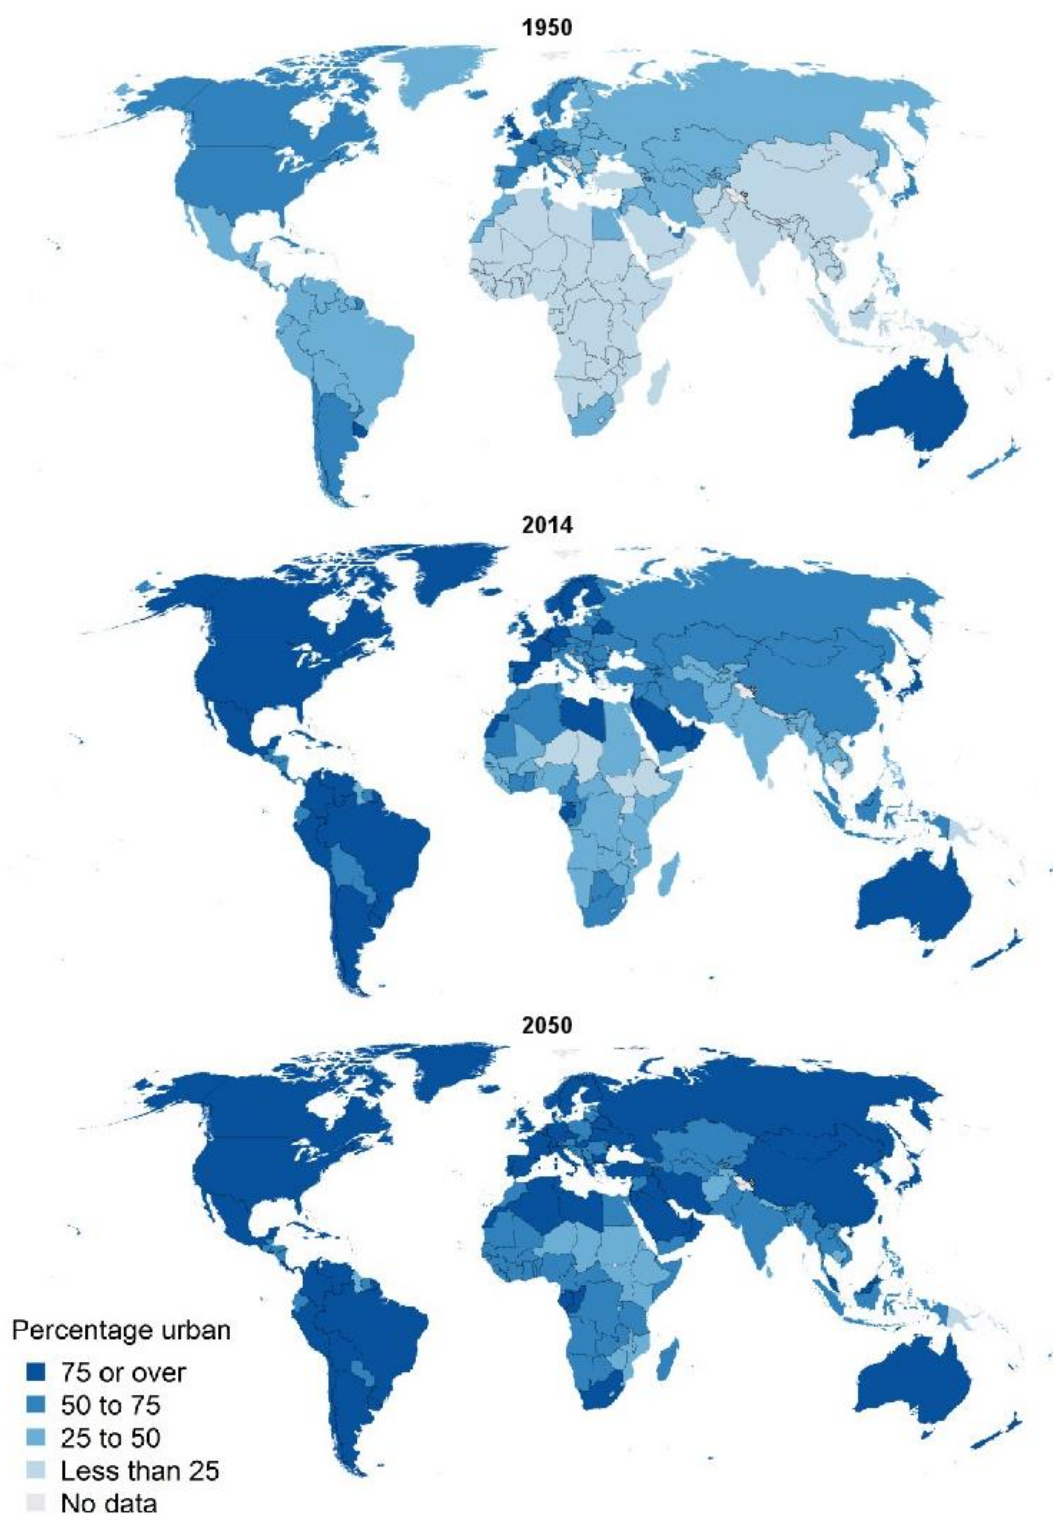 1950
2014
2050
Percentage urban
75 or over
50 to 75
25 to 50
Less than 25
No data